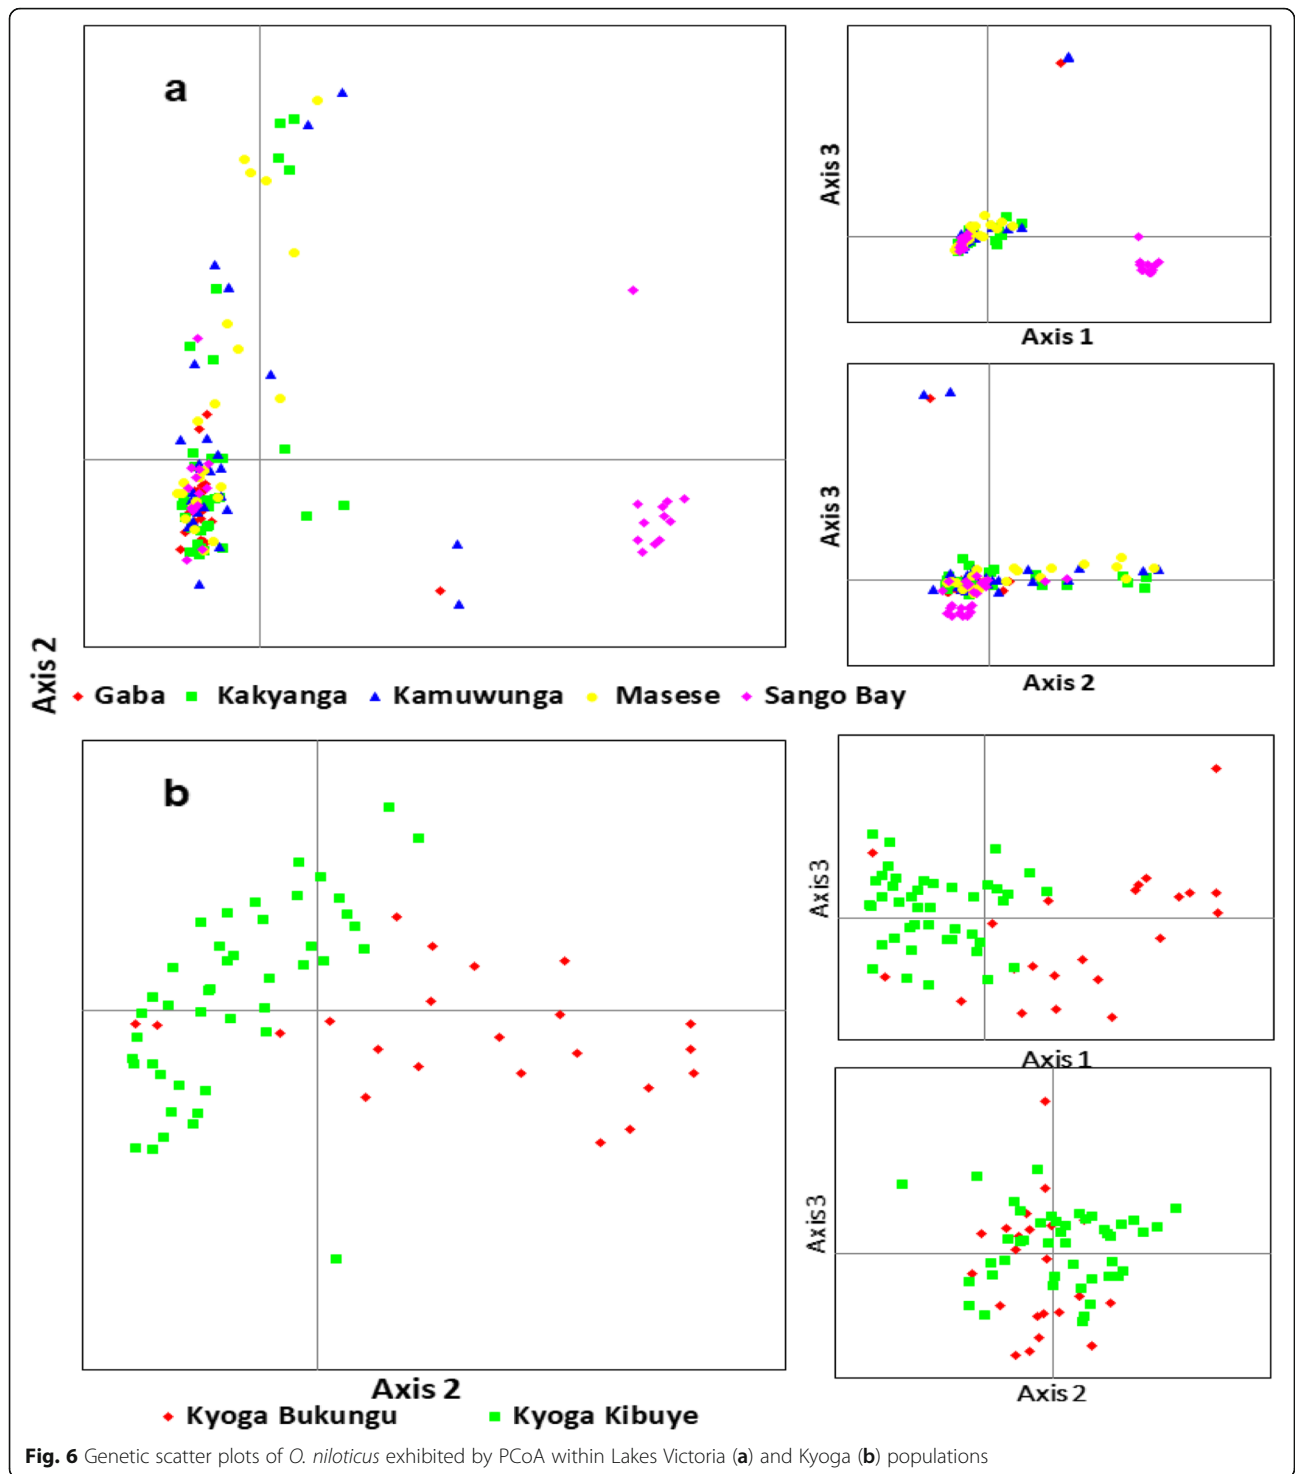 a
Axis 2
Axis 3
Axis 1
Axis 3
Axis 2
Gaba Kakyanga Kamuwunga Masese Sango Bay
b
Axis 2
Axis3
Axis 1
Axis3
Axis 2
Kyoga Bukungu Kyoga Kibuye
Fig. 6 Genetic scatter plots of O. niloticus exhibited by PCoA within Lakes Victoria (a) and Kyoga (b) populations